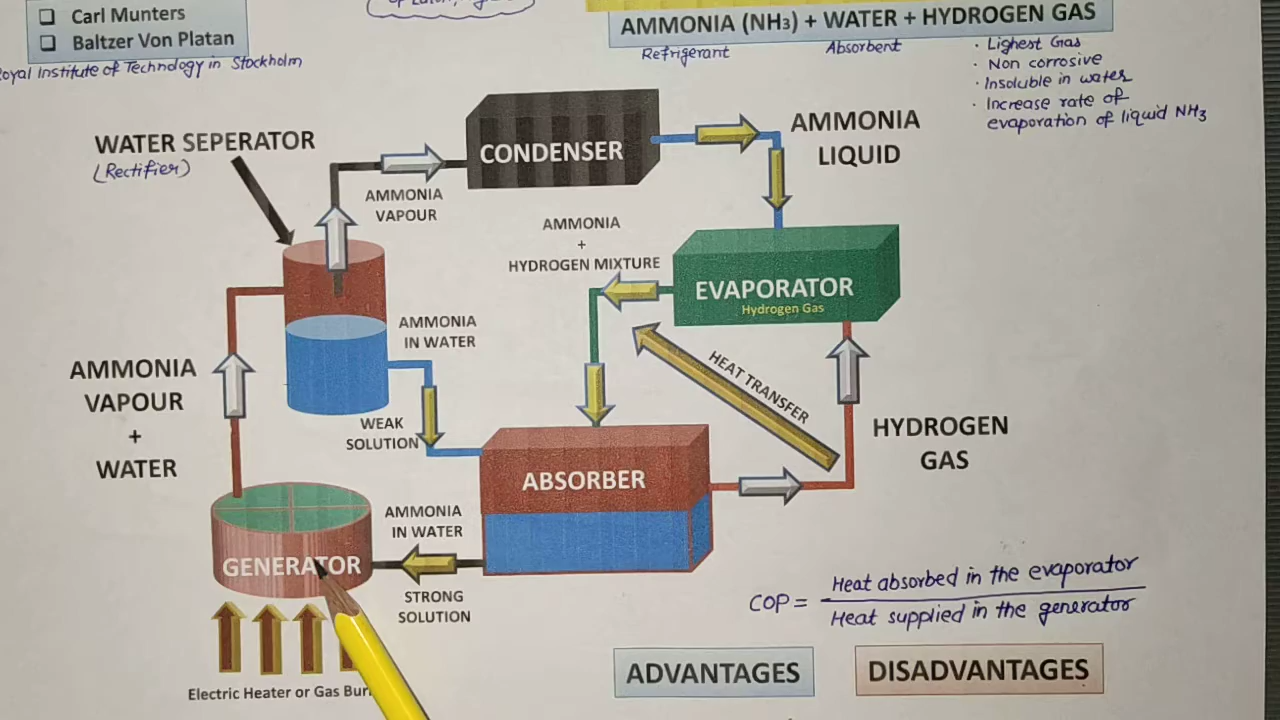 ❑ Carl Munters
❑ Baltzer Von Platan
Royal Institute of Technology in Stockholm
AMMONIA (NH₃) + WATER + HYDROGEN GAS
Refrigerant
Absorbent
· Lighest Gas
· Non corrosive
· Insoluble in water
· Increase rate of
evaporation of liquid NH₃
WATER SEPERATOR
(Rectifier)
CONDENSER
AMMONIA
LIQUID
AMMONIA
VAPOUR
AMMONIA
+
HYDROGEN MIXTURE
EVAPORATOR
Hydrogen Gas
AMMONIA
IN WATER
HEAT TRANSFER
AMMONIA
VAPOUR
+
WATER
WEAK
SOLUTION
HYDROGEN
GAS
ABSORBER
AMMONIA
IN WATER
GENERATOR
STRONG
SOLUTION
COP = Heat absorbed in the evaporator
Heat supplied in the generator
Electric Heater or Gas
ADVANTAGES
DISADVANTAGES